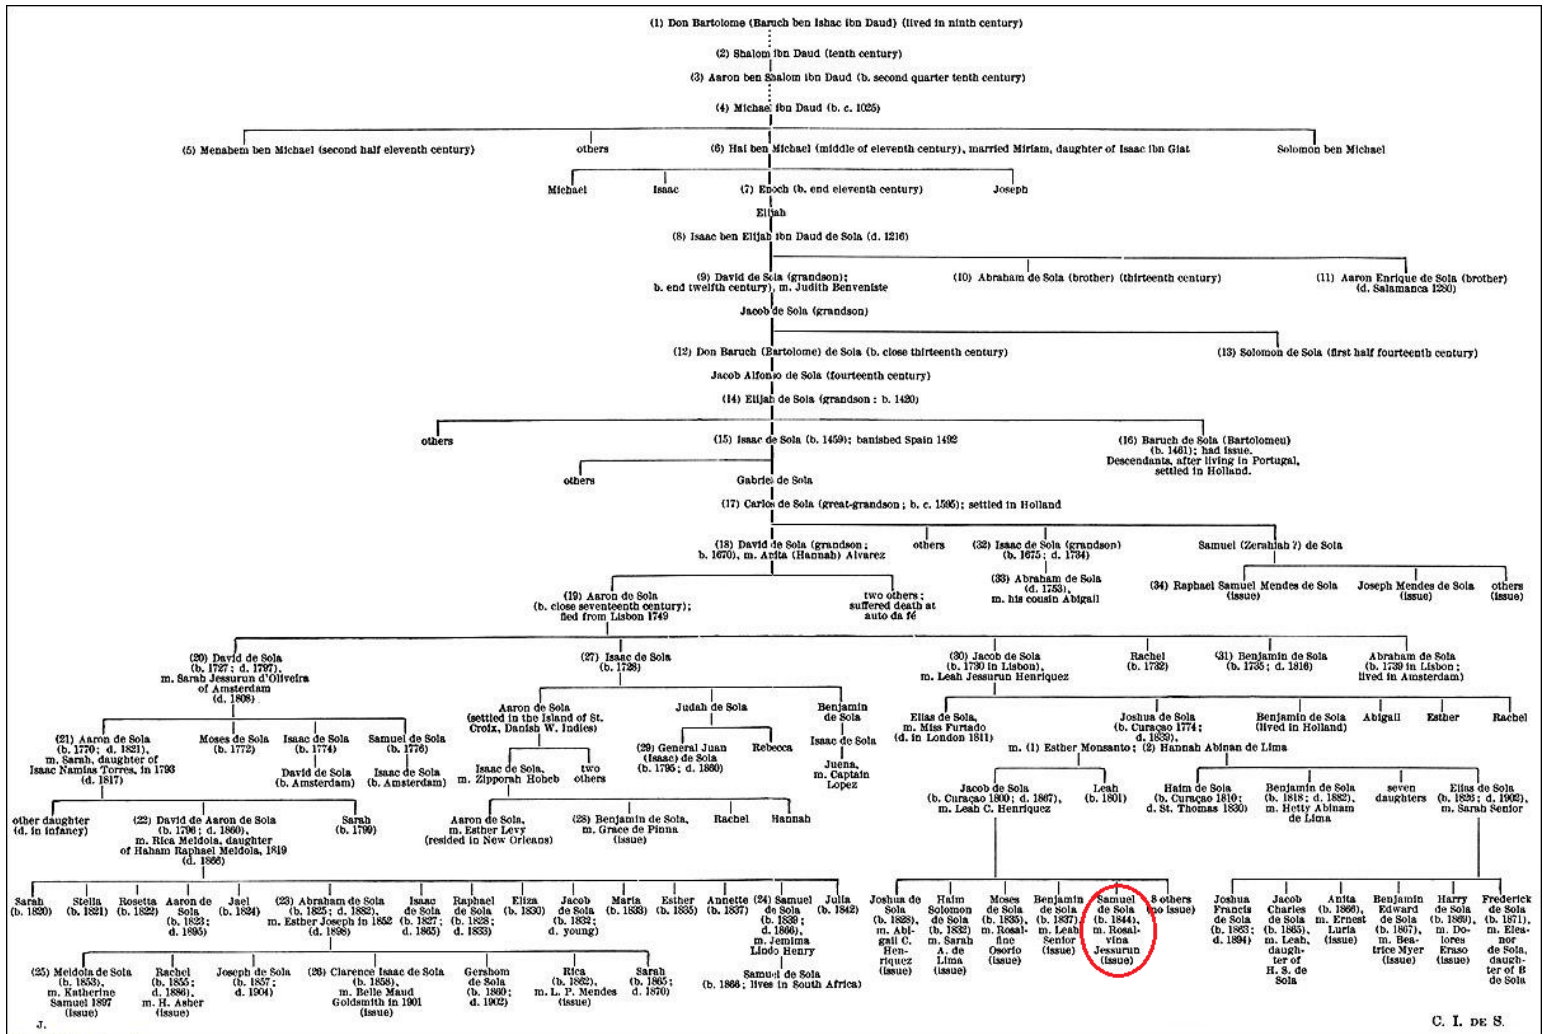 (1) Don Bartolome (Baruch ben Ishac ibn Daud) (lived in ninth century)
(2) Shalom ibn Daud (tenth century)
(3) Aaron ben Shalom ibn Daud (b. second quarter tenth century)
(4) Michael ibn Daud (b. c. 1025)
(5) Menahem ben Michael (second half eleventh century)
others
(6) Hai ben Michael (middle of eleventh century), married Miriam, daughter of Isaac ibn Giat
Solomon ben Michael
Michael
Isaac
(7) Enoch (b. end eleventh century)
Joseph
Elijah
(8) Isaac ben Elijah ibn Daud de Sola (d. 1216)
(9) David de Sola (grandson);
b. end twelfth century), m. Judith Benveniste
(10) Abraham de Sola (brother) (thirteenth century)
(11) Aaron Enrique de Sola (brother)
(d. Salamanca 1280)
Jacob de Sola (grandson)
(12) Don Baruch (Bartolome) de Sola (b. close thirteenth century)
(13) Solomon de Sola (first half fourteenth century)
Jacob Alfonso de Sola (fourteenth century)
(14) Elijah de Sola (grandson: b. 1420)
others
(15) Isaac de Sola (b. 1459); banished Spain 1492
(16) Baruch de Sola (Bartolomeu)
(b. 1461); had issue.
Descendants, after living in Portugal,
settled in Holland.
others
Gabriel de Sola
(17) Carlos de Sola (great-grandson; b. c. 1595); settled in Holland
(18) David de Sola (grandson;
b. 1670), m. Anita (Hannah) Alvarez
others
(32) Isaac de Sola (grandson)
(b. 1675; d. 1734)
Samuel (Zerahiah?) de Sola
(33) Abraham de Sola
(d. 1753),
m. his cousin Abigail
(34) Raphael Samuel Mendes de Sola
(issue)
Joseph Mendes de Sola
(issue)
others
(issue)
(19) Aaron de Sola
(b. close seventeenth century);
fled from Lisbon 1749
two others;
suffered death at
auto da fé
(20) David de Sola
(b. 1727; d. 1797),
m. Sarah Jessurun d'Oliveira
of Amsterdam
(d. 1808)
(27) Isaac de Sola
(b. 1728)
(30) Jacob de Sola
(b. 1730 in Lisbon),
m. Leah Jessurun Henriquez
Rachel
(b. 1732)
(31) Benjamin de Sola
(b. 1735; d. 1816)
Abraham de Sola
(b. 1739 in Lisbon;
lived in Amsterdam)
(21) Aaron de Sola
(b. 1770; d. 1821),
m. Sarah, daughter of
Isaac Namias Torres, in 1793
(d. 1817)
Moses de Sola
(b. 1772)
Isaac de Sola
(b. 1774)
Samuel de Sola
(b. 1776)
David de Sola
(b. Amsterdam)
Isaac de Sola
(b. Amsterdam)
Aaron de Sola
(settled in the Island of St.
Croix, Danish W. Indies)
Judah de Sola
Benjamin
de Sola
Isaac de Sola,
m. Zipporah Hoheb
two
others
(29) General Juan
(Isaac) de Sola
(b. 1795; d. 1860)
Rebecca
Isaac de Sola
Juena,
m. Captain
Lopez
Elias de Sola,
m. Miss Furtado
(d. in London 1811)
Joshua de Sola
(b. Curaçao 1774;
d. 1839),
m. (1) Esther Monsanto; (2) Hannah Abinan de Lima
Benjamin de Sola
(lived in Holland)
Abigail
Esther
Rachel
other daughter
(d. in infancy)
(22) David de Aaron de Sola
(b. 1796; d. 1860),
m. Rica Meldola, daughter
of Haham Raphael Meldola, 1819
(d. 1866)
Sarah
(b. 1799)
Aaron de Sola,
m. Esther Levy
(resided in New Orleans)
(28) Benjamin de Sola,
m. Grace de Pinna
(issue)
Rachel
Hannah
Jacob de Sola
(b. Curaçao 1800; d. 1867),
m. Leah C. Henriquez
Leah
(b. 1801)
Haim de Sola
(b. Curaçao 1810;
d. St. Thomas 1830)
Benjamin de Sola
(b. 1818; d. 1882),
m. Hetty Abinam
de Lima
seven
daughters
Elias de Sola
(b. 1826; d. 1902),
m. Sarah Senior
Sarah
(b. 1820)
Stella
(b. 1821)
Rosetta
(b. 1822)
Aaron de
Sola
(b. 1823;
d. 1895)
Jael
(b. 1824)
(23) Abraham de Sola
(b. 1825; d. 1882),
m. Esther Joseph in 1852
(d. 1898)
Isaac
de Sola
(b. 1827;
d. 1865)
Raphael
de Sola
(b. 1828;
d. 1833)
Eliza
(b. 1830)
Jacob
de Sola
(b. 1832;
d. young)
Maria
(b. 1833)
Esther
(b. 1835)
Annette
(b. 1837)
(24) Samuel
de Sola
(b. 1839;
d. 1866),
m. Jemima
Lindo Henry
Julia
(b. 1842)
Samuel de Sola
(b. 1866; lives in South Africa)
Joshua de
Sola
(b. 1828),
m. Abi-
gail C.
Hen-
riquez
(issue)
Haim
Solomon
de Sola
(b. 1832)
m. Sarah
A. de
Lima
(issue)
Moses
de Sola
(b. 1835),
m. Rosal-
fine
Osorio
(issue)
Benjamin
de Sola
(b. 1837),
m. Leah
Senior
(issue)
Samuel
de Sola
(b. 1844),
m. Rosal-
vina
Jessurun
(issue)
8 others
(no issue)
Joshua
Francis
de Sola
(b. 1863;
d. 1894)
Jacob
Charles
de Sola
(b. 1865),
m. Leah,
daugh-
ter of
H. S. de
Sola
Anita
(b. 1866),
m. Ernest
Luria
(issue)
Benjamin
Edward
de Sola
(b. 1867),
m. Bea-
trice Myer
(issue)
Harry
de Sola
(b. 1869),
m. Do-
lores
Eraso
(issue)
Frederick
de Sola
(b. 1871),
m. Elea-
nor
de Sola,
daugh-
ter of B
de Sola
(25) Meldola de Sola
(b. 1853),
m. Katherine
Samuel 1897
(issue)
Rachel
(b. 1855;
d. 1886),
m. H. Asher
(issue)
Joseph de Sola
(b. 1857;
d. 1904)
(26) Clarence Isaac de Sola
(b. 1858),
m. Belle Maud
Goldsmith in 1901
(issue)
Gershom
de Sola
(b. 1860;
d. 1902)
Rica
(b. 1862),
m. L. P. Mendes
(issue)
Sarah
(b. 1865;
d. 1870)
J.
C. I. DE S.